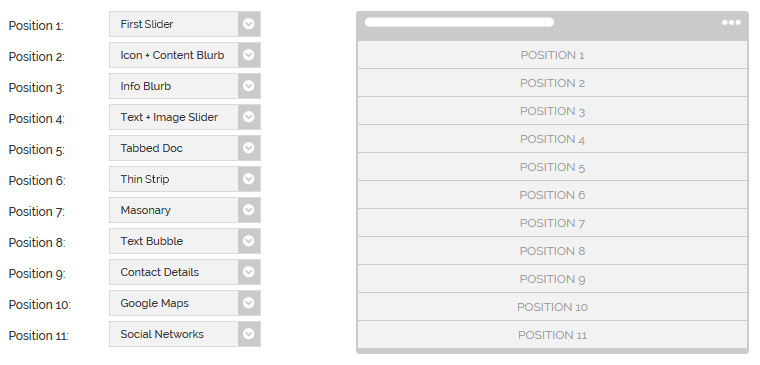 Position 1: First Slider
Position 2: Icon + Content Blurb
Position 3: Info Blurb
Position 4: Text + Image Slider
Position 5: Tabbed Doc
Position 6: Thin Strip
Position 7: Masonary
Position 8: Text Bubble
Position 9: Contact Details
Position 10: Google Maps
Position 11: Social Networks
POSITION 1
POSITION 2
POSITION 3
POSITION 4
POSITION 5
POSITION 6
POSITION 7
POSITION 8
POSITION 9
POSITION 10
POSITION 11